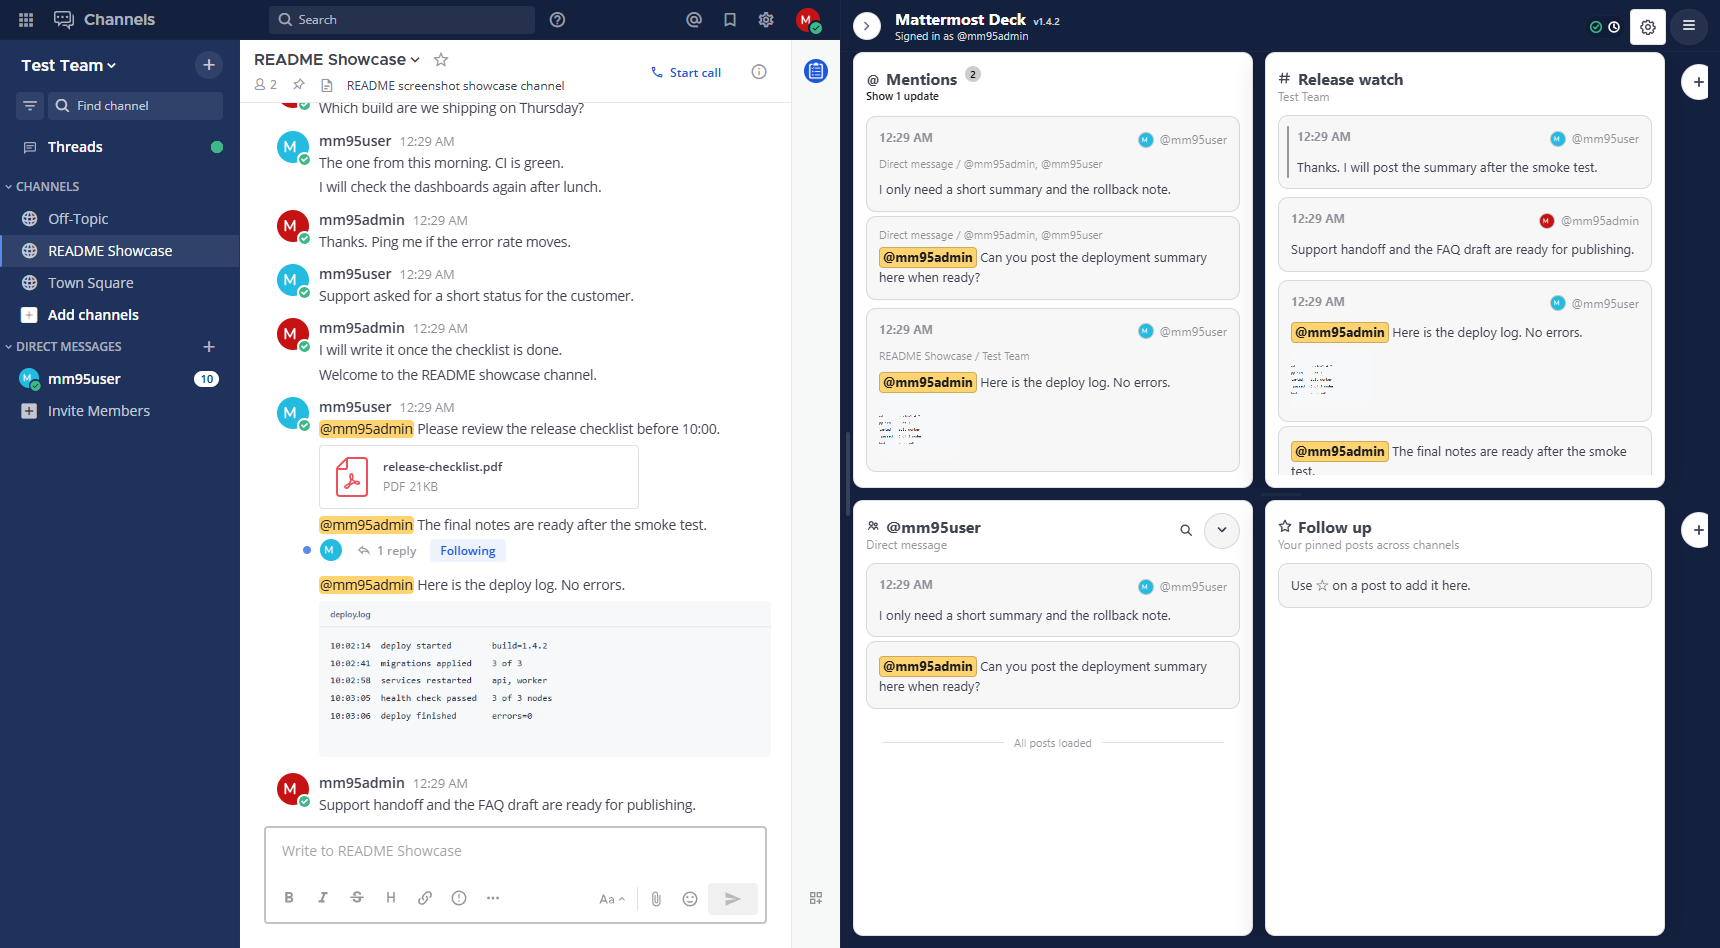 Channels
Search
Test Team
Find channel
Threads
CHANNELS
Off-Topic
README Showcase
Town Square
Add channels
DIRECT MESSAGES
M mm95user 10
Invite Members
README Showcase
2 README screenshot showcase channel
Start call
Which build are we shipping on Thursday?
M mm95user 12:29 AM
The one from this morning. CI is green.
I will check the dashboards again after lunch.
M mm95admin 12:29 AM
Thanks. Ping me if the error rate moves.
M mm95user 12:29 AM
Support asked for a short status for the customer.
M mm95admin 12:29 AM
I will write it once the checklist is done.
Welcome to the README showcase channel.
M mm95user 12:29 AM
@mm95admin Please review the release checklist before 10:00.
release-checklist.pdf
PDF 21KB
@mm95admin The final notes are ready after the smoke test.
M 1 reply Following
@mm95admin Here is the deploy log. No errors.
deploy.log
10:02:14 deploy started build=1.4.2
10:02:41 migrations applied 3 of 3
10:02:58 services restarted api, worker
10:03:05 health check passed 3 of 3 nodes
10:03:06 deploy finished errors=0
M mm95admin 12:29 AM
Support handoff and the FAQ draft are ready for publishing.
Write to README Showcase
B I S H Aa
M
Mattermost Deck v1.4.2
Signed in as @mm95admin
@ Mentions 2
Show 1 update
12:29 AM M @mm95user
Direct message / @mm95admin, @mm95user
I only need a short summary and the rollback note.
Direct message / @mm95admin, @mm95user
@mm95admin Can you post the deployment summary
here when ready?
12:29 AM M @mm95user
README Showcase / Test Team
@mm95admin Here is the deploy log. No errors.
# Release watch
Test Team
12:29 AM M @mm95user
Thanks. I will post the summary after the smoke test.
12:29 AM M @mm95admin
Support handoff and the FAQ draft are ready for publishing.
12:29 AM M @mm95user
@mm95admin Here is the deploy log. No errors.
@mm95admin The final notes are ready after the smoke
test.
@mm95user
Direct message
12:29 AM M @mm95user
I only need a short summary and the rollback note.
@mm95admin Can you post the deployment summary
here when ready?
All posts loaded
Follow up
Your pinned posts across channels
Use ☆ on a post to add it here.